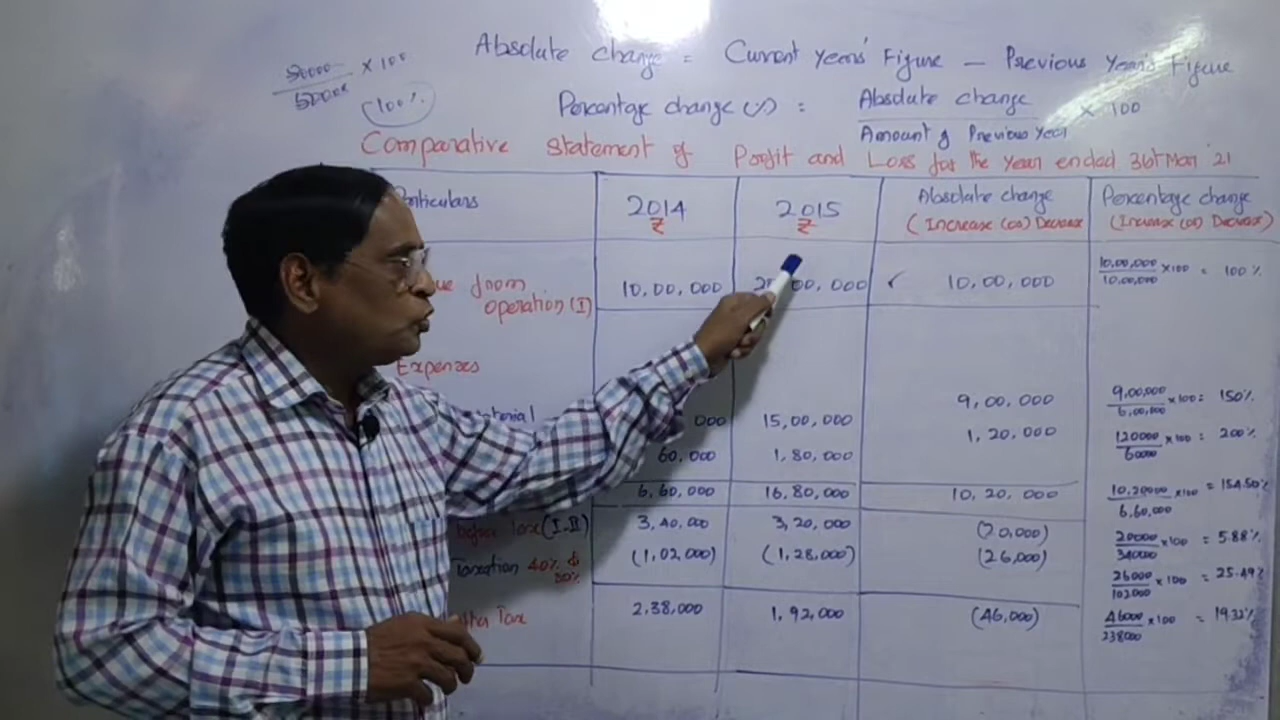 Absolute change = Current Years' Figure — Previous Year's Figure
50000 / 50000 × 100
(100%)
Percentage change (%) = Absolute change / Amount of Previous Year × 100
Comparative Statement of Profit and Loss for the Year ended 31st Mar '21
Particulars 2014 ₹ 2015 ₹ Absolute change (Increase (or) Decrease Percentage change (Increase (or) Decrease)
from operation (I) 10,00,000 00,000 ✓ 10,00,000 10,00,000 / 10,00,000 ×100 = 100%
Expenses
000 15,00,000 9,00,000 9,00,000 / 6,00,000 ×100 = 150%
60,000 1,80,000 1,20,000 120000 / 60000 ×100 = 200%
6,60,000 16,80,000 10,20,000 10,20000 / 6,60,000 ×100 = 154.50%
before tax (I-II) 3,40,000 3,20,000 (20,000) 20000 / 340000 ×100 = 5.88%
Taxation 40% & 30% (1,02,000) (1,28,000) (26,000) 26000 / 102000 ×100 = 25.49%
After Tax 2,38,000 1,92,000 (46,000) 46000 / 238000 ×100 = 19.32%